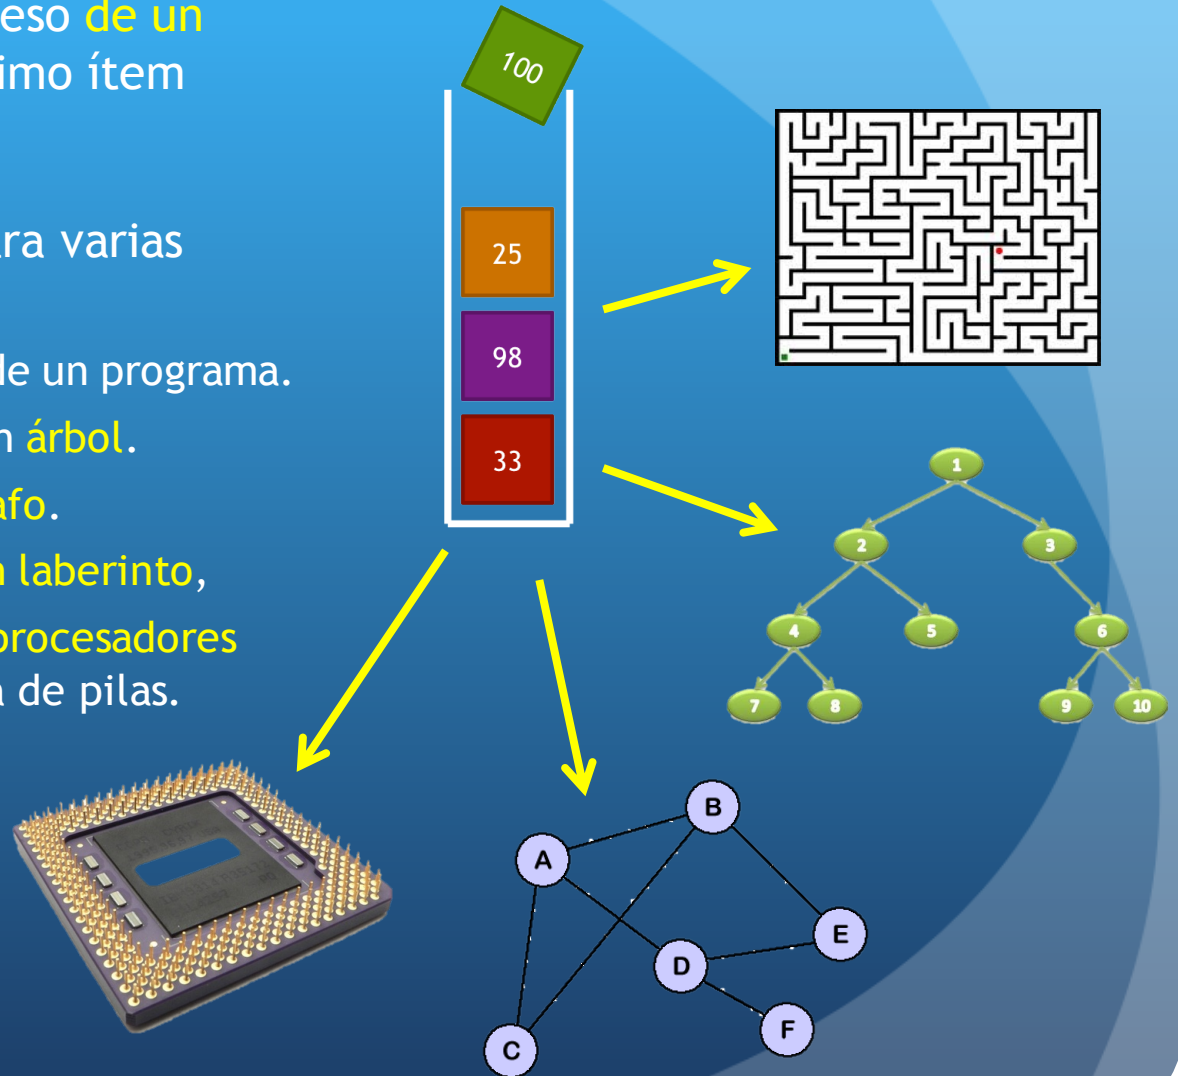 eso de un
imo ítem
ra varias
de un programa.
n árbol.
afo.
n laberinto,
procesadores
a de pilas.
100
25
98
33
1
2 3
4 5 6
7 8 9 10
B
A
E
D
F
C